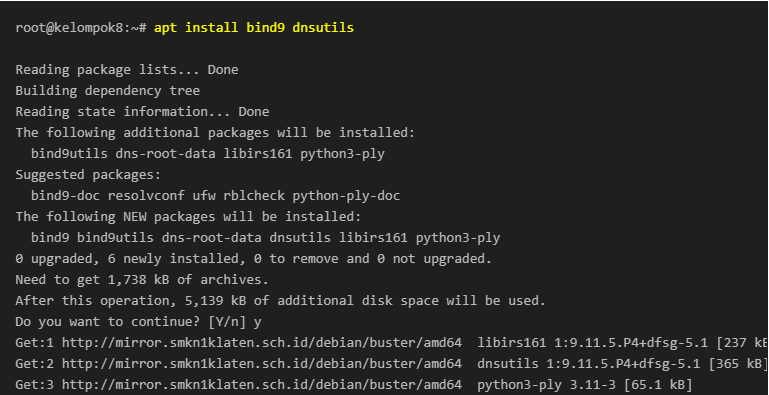 root@kelompok8:~# apt install bind9 dnsutils
Reading package lists... Done
Building dependency tree
Reading state information... Done
The following additional packages will be installed:
bind9utils dns-root-data libirs161 python3-ply
Suggested packages:
bind9-doc resolvconf ufw rblcheck python-ply-doc
The following NEW packages will be installed:
bind9 bind9utils dns-root-data dnsutils libirs161 python3-ply
0 upgraded, 6 newly installed, 0 to remove and 0 not upgraded.
Need to get 1,738 kB of archives.
After this operation, 5,139 kB of additional disk space will be used.
Do you want to continue? [Y/n] y
Get:1 http://mirror.smkn1klaten.sch.id/debian/buster/amd64  libirs161 1:9.11.5.P4+dfsg-5.1 [237 k
Get:2 http://mirror.smkn1klaten.sch.id/debian/buster/amd64  dnsutils 1:9.11.5.P4+dfsg-5.1 [365 kB]
Get:3 http://mirror.smkn1klaten.sch.id/debian/buster/amd64  python3-ply 3.11-3 [65.1 kB]